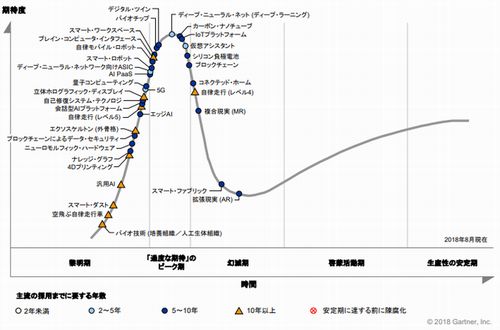 期待度
デジタル・ツイン
バイオチップ
スマート・ワークスペース
ブレイン・コンピュータ・インタフェース
自律モバイル・ロボット
スマート・ロボット
ディープ・ニューラル・ネットワーク向けASIC
AI PaaS
量子コンピューティング
5G
立体ホログラフィック・ディスプレイ
自己修復システム・テクノロジ
会話型AIプラットフォーム
自律走行 (レベル5)
エッジAI
エクソスケルトン (外骨格)
ブロックチェーンによるデータ・セキュリティ
ニューロモルフィック・ハードウェア
ナレッジ・グラフ
4Dプリンティング
汎用AI
スマート・ダスト
空飛ぶ自律走行車
バイオ技術 (培養組織／人工生体組織)
ディープ・ニューラル・ネット (ディープ・ラーニング)
カーボン・ナノチューブ
IoTプラットフォーム
仮想アシスタント
シリコン負極電池
ブロックチェーン
コネクテッド・ホーム
自律走行 (レベル4)
複合現実 (MR)
スマート・ファブリック
拡張現実 (AR)
2018年8月現在
黎明期
「過度な期待」の
ピーク期
幻滅期
啓蒙活動期
生産性の安定期
時間
主流の採用までに要する年数
2年未満
2～5年
5～10年
10年以上
安定期に達する前に陳腐化
© 2018 Gartner, Inc.